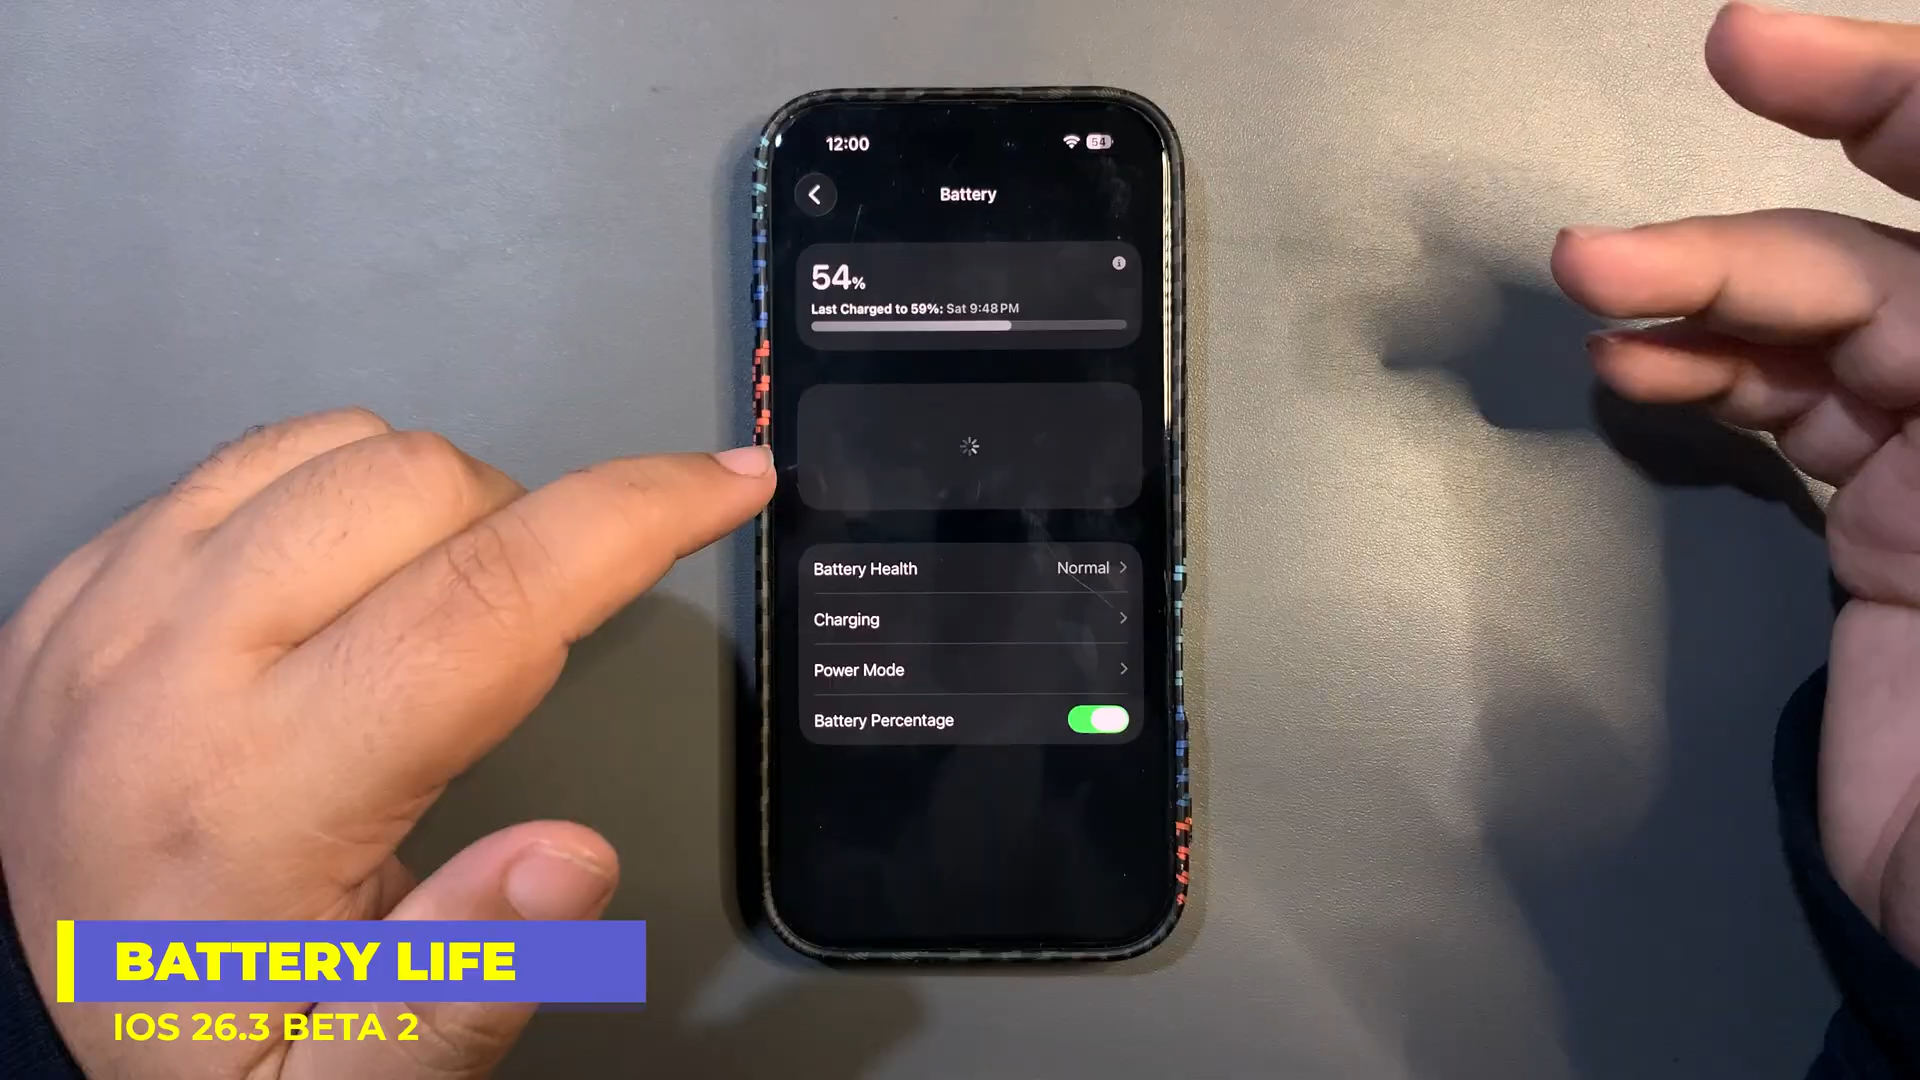 12:00
54
Battery
54%
Last Charged to 59%: Sat 9:48 PM
Battery Health Normal
Charging
Power Mode
Battery Percentage
BATTERY LIFE
IOS 26.3 BETA 2